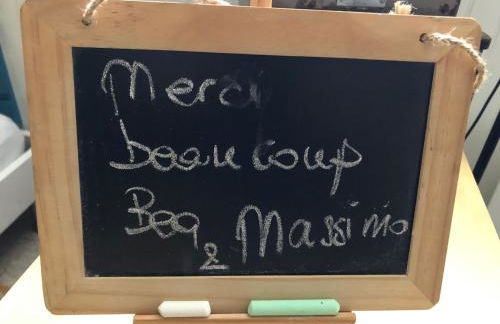 Merci
beaucoup
Bea & Massimo